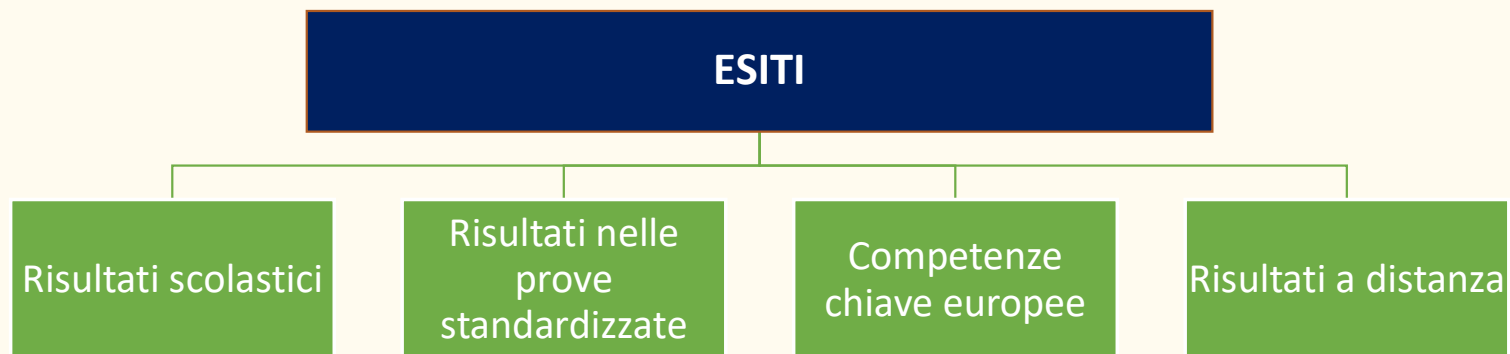 ESITI
Risultati scolastici
Risultati nelle
prove
standardizzate
Competenze
chiave europee
Risultati a distanza